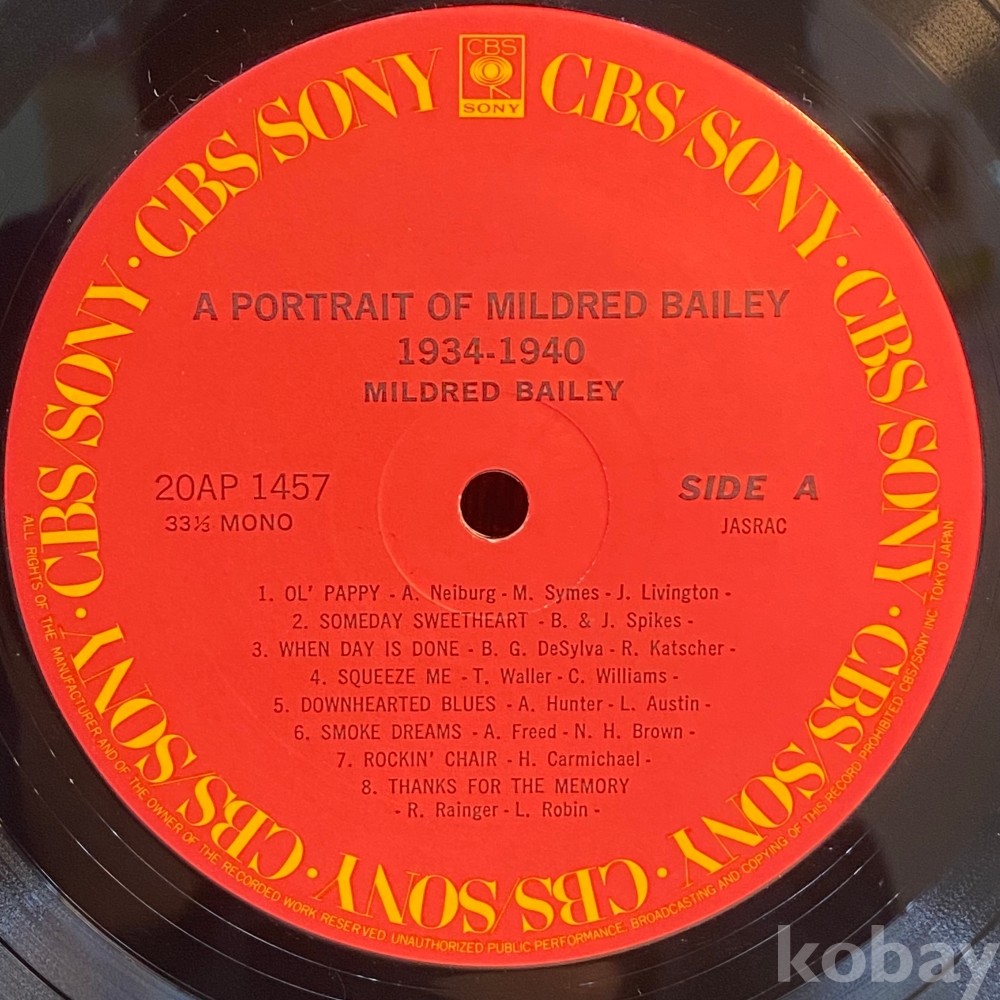 CBS
SONY
CBS/SONY · CBS/SONY · CBS/SONY · CBS/SONY · CBS/SONY · CBS/SONY · CBS/SONY · CBS/SONY
A PORTRAIT OF MILDRED BAILEY
1934-1940
MILDRED BAILEY
20AP 1457
SIDE A
33⅓ MONO
JASRAC
1. OL' PAPPY - A. Neiburg - M. Symes - J. Livington -
2. SOMEDAY SWEETHEART - B. & J. Spikes -
3. WHEN DAY IS DONE - B. G. DeSylva - R. Katscher -
4. SQUEEZE ME - T. Waller - C. Williams -
5. DOWNHEARTED BLUES - A. Hunter - L. Austin -
6. SMOKE DREAMS - A. Freed - N. H. Brown -
7. ROCKIN' CHAIR - H. Carmichael -
8. THANKS FOR THE MEMORY
- R. Rainger - L. Robin -
ALL RIGHTS OF THE MANUFACTURER AND OF THE OWNER OF THE RECORDED WORK RESERVED UNAUTHORIZED PUBLIC PERFORMANCE, BROADCASTING AND COPYING OF THIS RECORD PROHIBITED CBS/SONY INC. TOKYO JAPAN
kobay